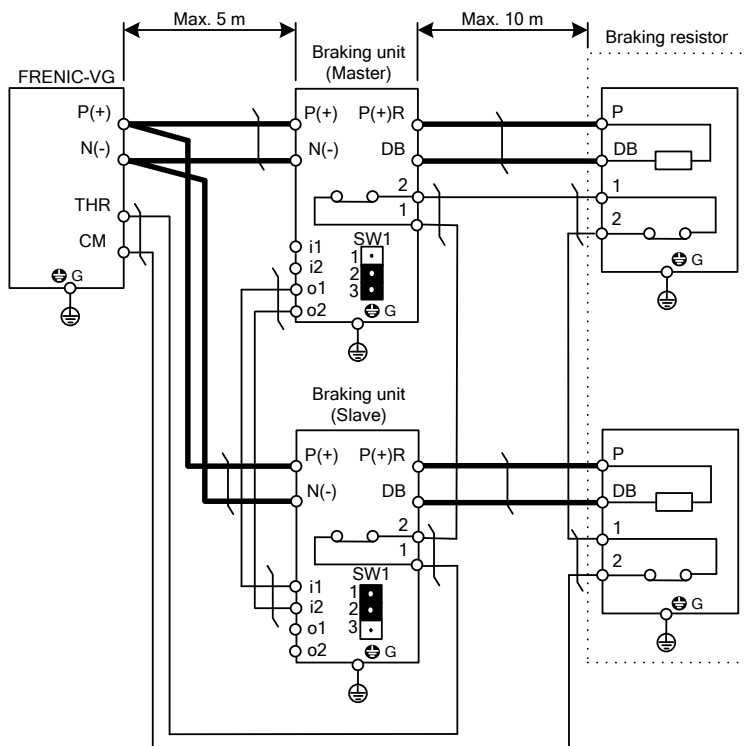 Max. 5 m
Max. 10 m
Braking resistor
FRENIC-VG
P(+)
N(-)
THR
CM
G
Braking unit
(Master)
P(+)
P(+)R
N(-)
DB
2
1
i1
i2
o1
o2
SW1
1
2
3
G
P
DB
1
2
G
Braking unit
(Slave)
P(+)
P(+)R
N(-)
DB
2
1
i1
i2
o1
o2
SW1
1
2
3
G
P
DB
1
2
G